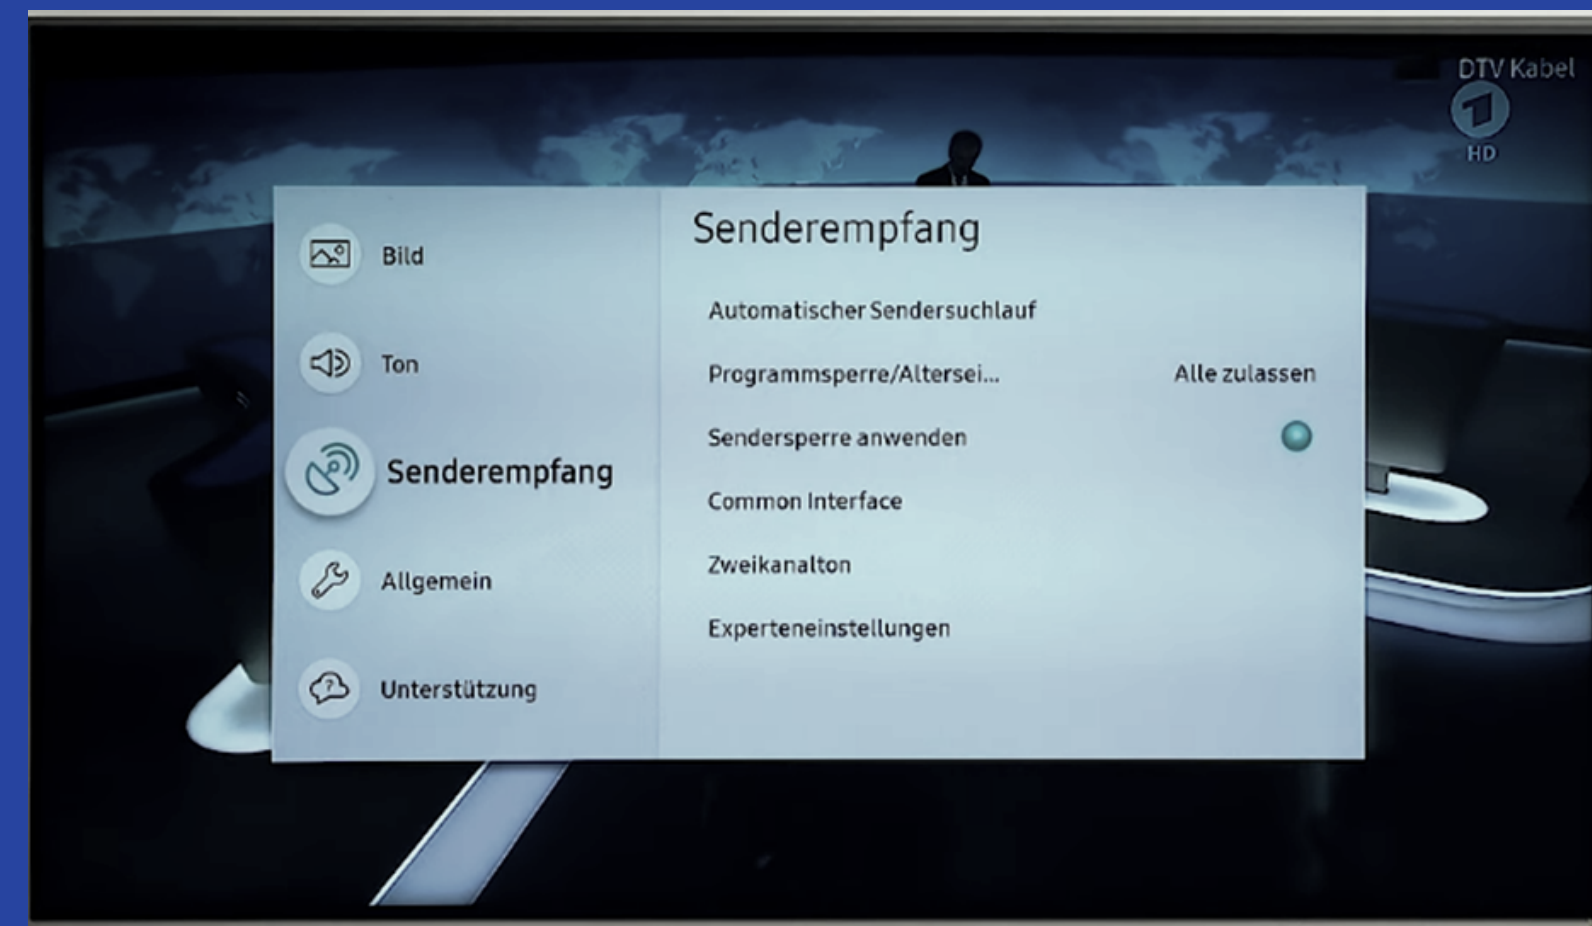 DTV Kabel
1
HD
Bild
Ton
Senderempfang
Allgemein
Unterstützung
Senderempfang
Automatischer Sendersuchlauf
Programmsperre/Altersei... Alle zulassen
Sendersperre anwenden
Common Interface
Zweikanalton
Experteneinstellungen